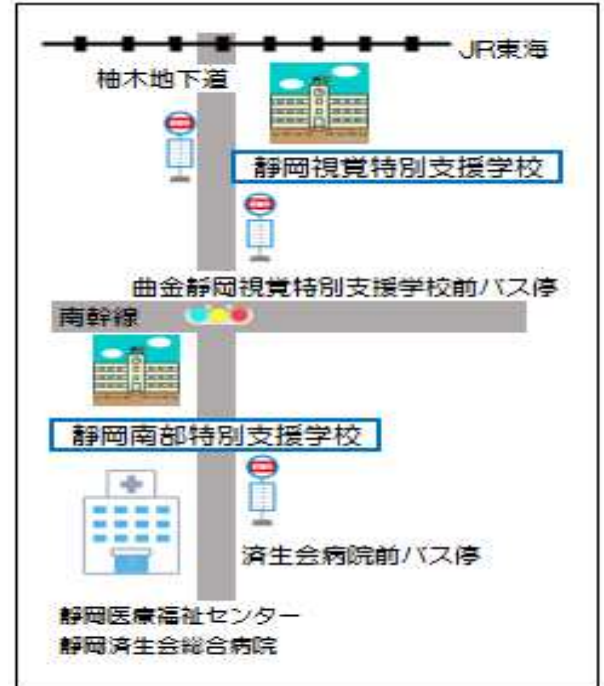 JR東海
柚木地下道
静岡視覚特別支援学校
曲金静岡視覚特別支援学校前バス停
南幹線
静岡南部特別支援学校
済生会病院前バス停
静岡医療福祉センター
静岡済生会総合病院